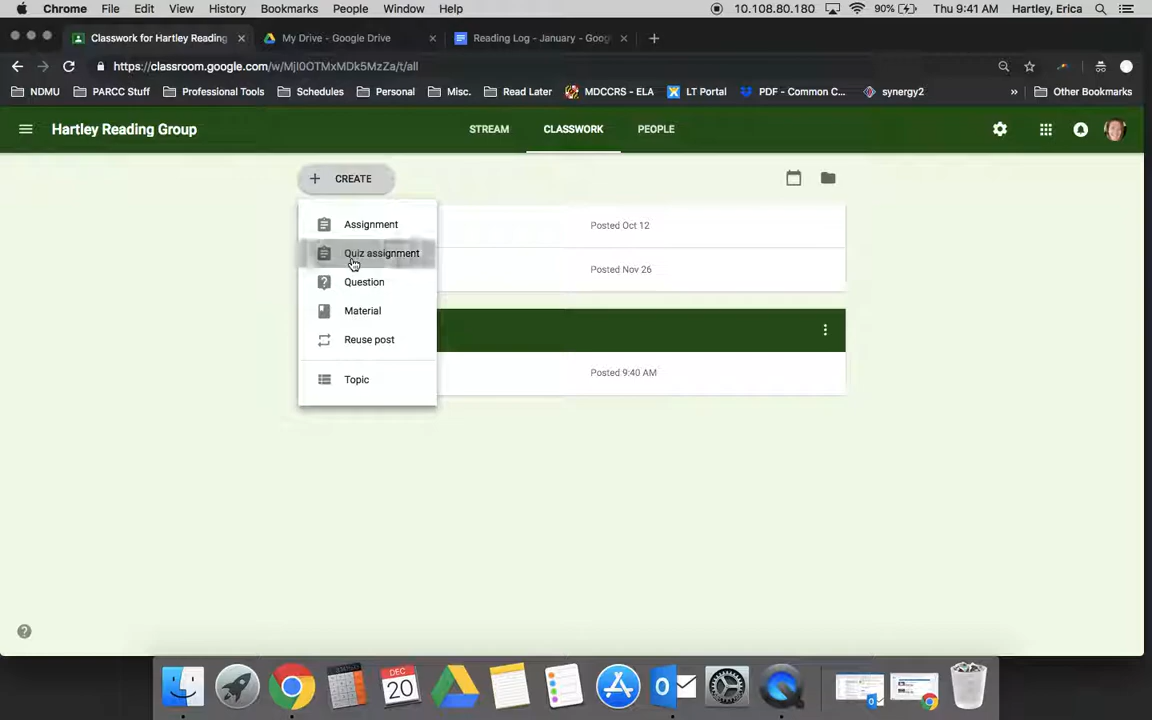 Chrome File Edit View History Bookmarks People Window Help 10.108.80.180 90% Thu 9:41 AM Hartley, Erica
Classwork for Hartley Reading My Drive - Google Drive Reading Log - January - Goog
https://classroom.google.com/w/MjI0OTMxMDk5MzZa/t/all
NDMU PARCC Stuff Professional Tools Schedules Personal Misc. Read Later MDCCRS - ELA LT Portal PDF - Common C... synergy2 » Other Bookmarks
Hartley Reading Group STREAM CLASSWORK PEOPLE
+ CREATE
Assignment
Posted Oct 12
Quiz assignment
Posted Nov 26
Question
Material
Reuse post
Posted 9:40 AM
Topic
DEC
20